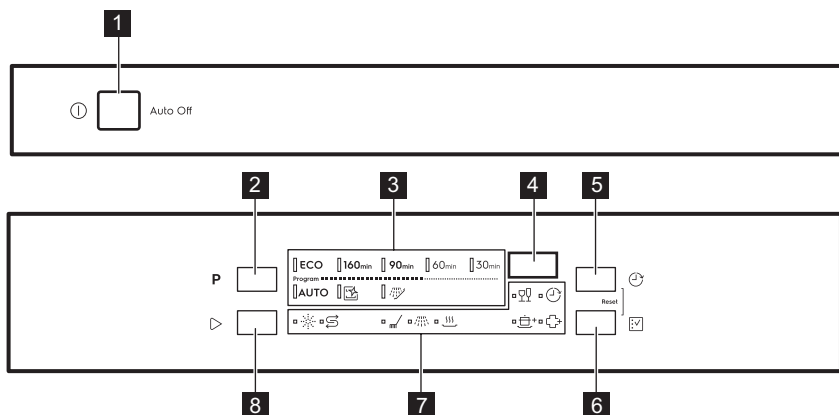 1
Auto Off
2 3 4 5
P
ECO 160min 90min 60min 30min
Program
AUTO
Reset
8 7 6